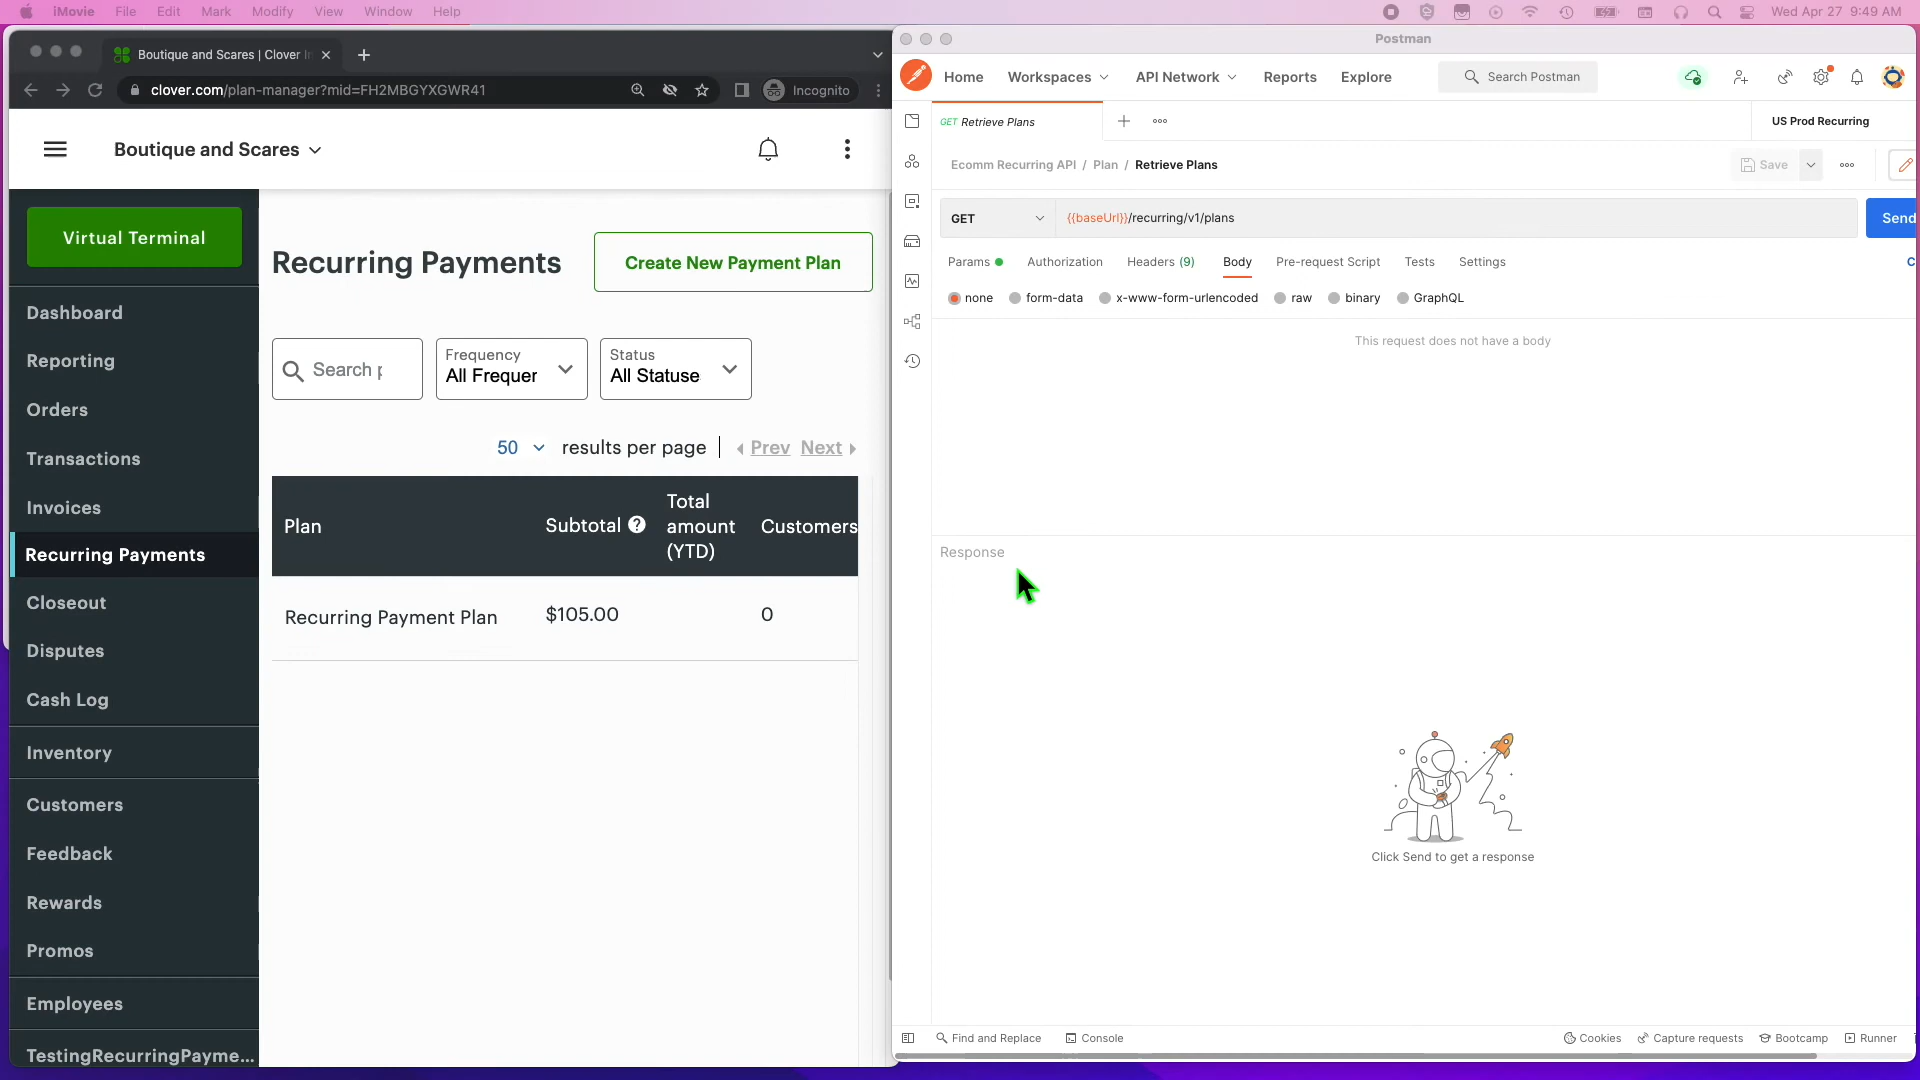 iMovie File Edit Mark Modify View Window Help
Wed Apr 27 9:49 AM
Boutique and Scares | Clover
clover.com/plan-manager?mid=FH2MBGYXGWR41
Incognito
Boutique and Scares
Virtual Terminal
Dashboard
Reporting
Orders
Transactions
Invoices
Recurring Payments
Closeout
Disputes
Cash Log
Inventory
Customers
Feedback
Rewards
Promos
Employees
TestingRecurringPayme...
Recurring Payments
Create New Payment Plan
Search
Frequency
All Frequer
Status
All Statuse
50 results per page
Prev Next
Plan
Subtotal ?
Total
amount
(YTD)
Customers
Recurring Payment Plan $105.00 0
Postman
Home Workspaces API Network Reports Explore
Search Postman
GET Retrieve Plans
US Prod Recurring
Ecomm Recurring API / Plan / Retrieve Plans
Save
GET
{{baseUrl}}/recurring/v1/plans
Send
Params Authorization Headers (9) Body Pre-request Script Tests Settings
C
none form-data x-www-form-urlencoded raw binary GraphQL
This request does not have a body
Response
Click Send to get a response
Find and Replace Console
Cookies Capture requests Bootcamp Runner